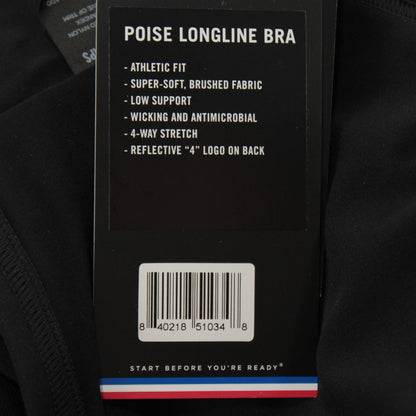 POISE LONGLINE BRA
- ATHLETIC FIT
- SUPER-SOFT, BRUSHED FABRIC
- LOW SUPPORT
- WICKING AND ANTIMICROBIAL
- 4-WAY STRETCH
- REFLECTIVE “4” LOGO ON BACK
8 40218 51034 8
START BEFORE YOU'RE READY®